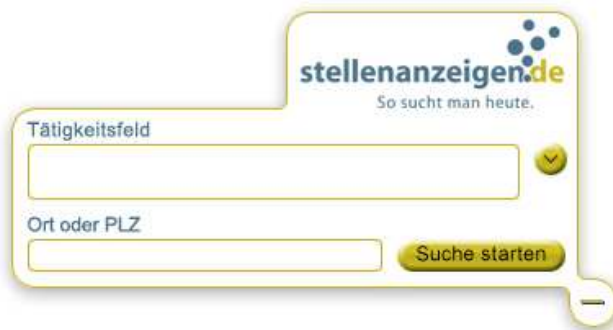 stellenanzeigen.de
So sucht man heute.
Tätigkeitsfeld
Ort oder PLZ
Suche starten